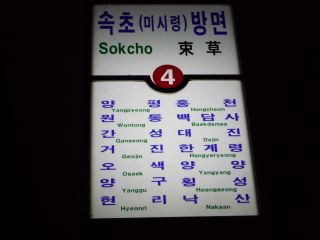 속초(미시령)방면
Sokcho 束草
4
양평 홍천
Yangpyeong Hongcheon
원통 백담사
Wontong Baekdamsa
간성 대진
Ganseong Dejin
거진 한계령
Geojin Hangyeryeong
오색 양양
Osaek Yangyang
양구 횡성
Yanggu Hoengseong
현리 낙산
Hyeonri Naksan